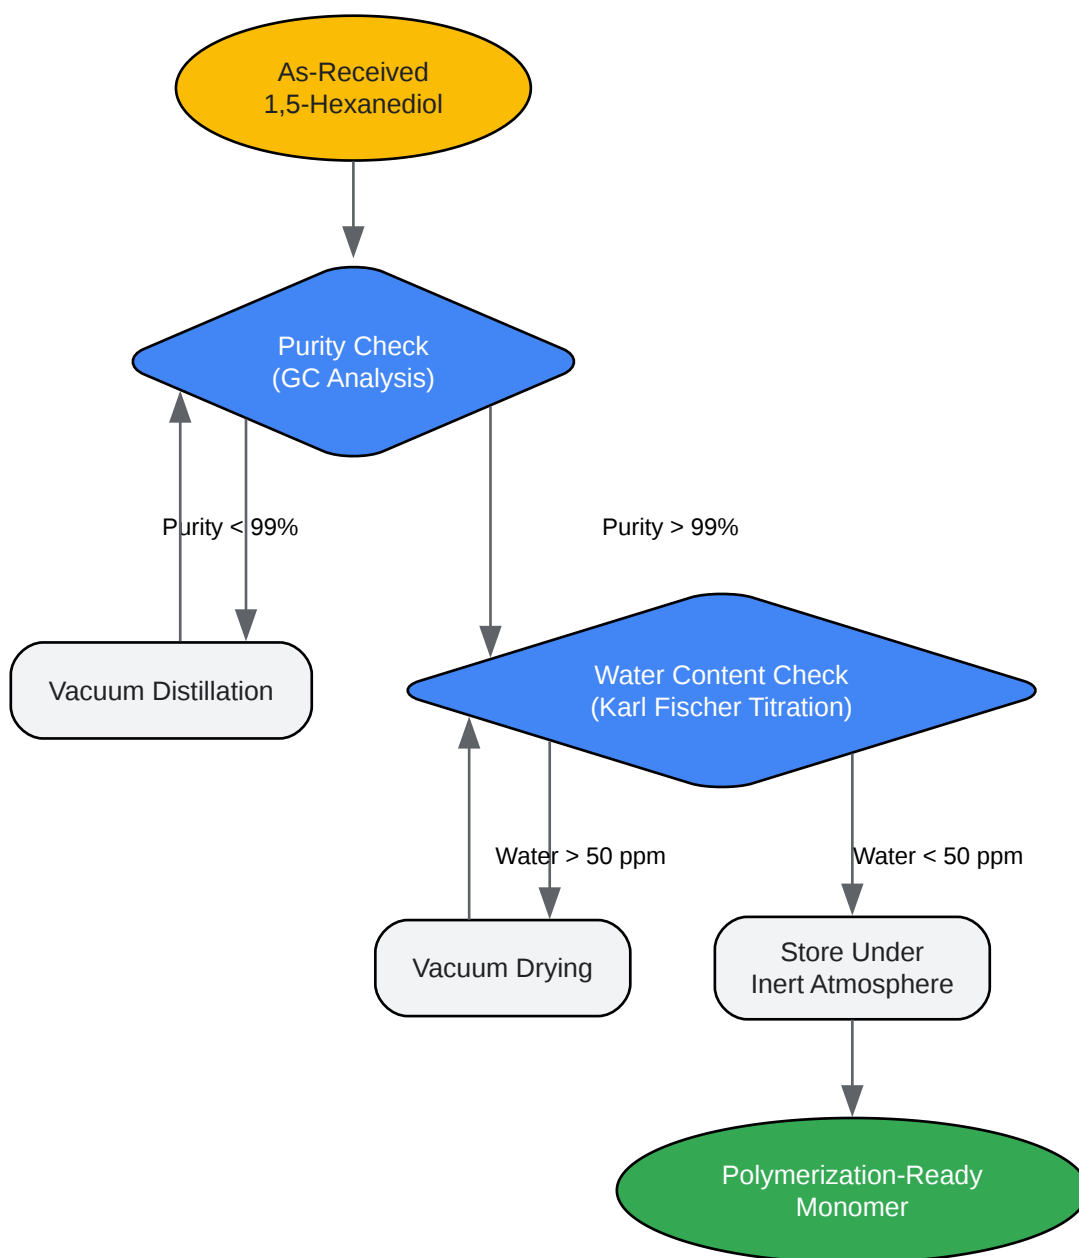 As-Received
1,5-Hexanediol
Purity Check
(GC Analysis)
Purity < 99%
Purity > 99%
Vacuum Distillation
Water Content Check
(Karl Fischer Titration)
Water > 50 ppm
Water < 50 ppm
Vacuum Drying
Store Under
Inert Atmosphere
Polymerization-Ready
Monomer